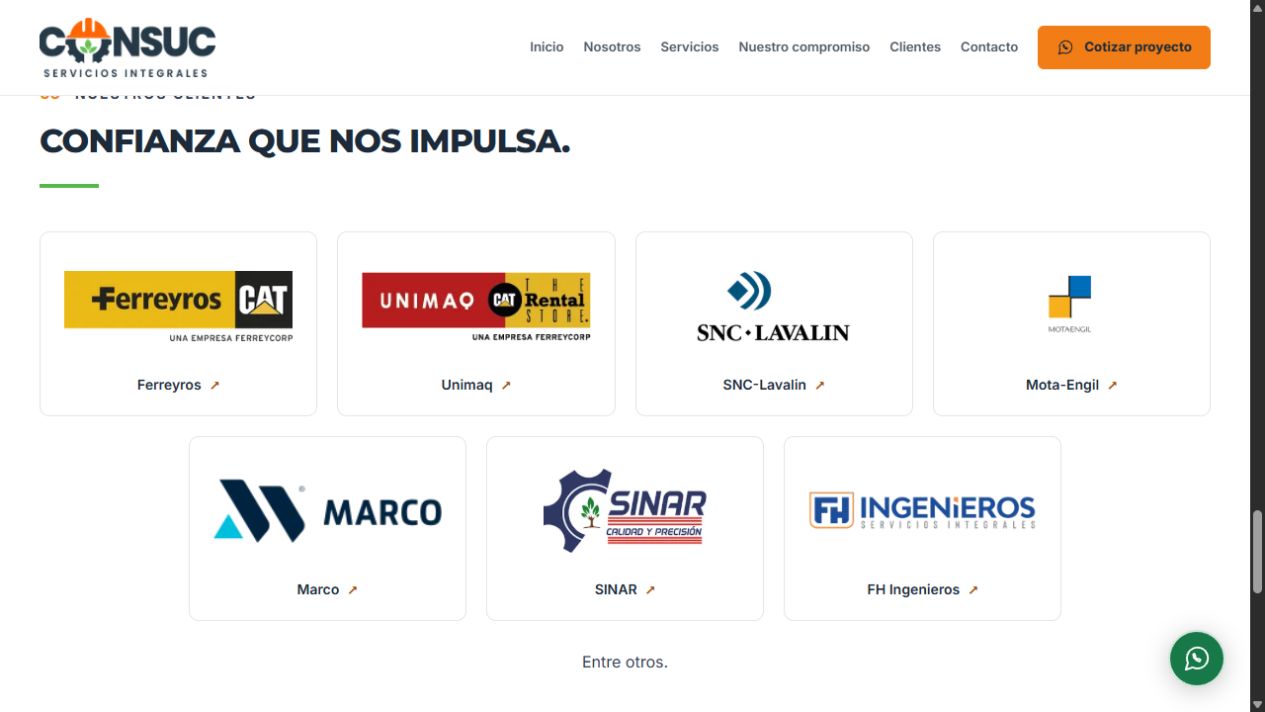 CONSUC
SERVICIOS INTEGRALES
Inicio Nosotros Servicios Nuestro compromiso Clientes Contacto Cotizar proyecto
NUESTROS CLIENTES
CONFIANZA QUE NOS IMPULSA.
Ferreyros CAT
UNA EMPRESA FERREYCORP
Ferreyros ↗
UNIMAQ CAT THE Rental STORE.
UNA EMPRESA FERREYCORP
Unimaq ↗
SNC•LAVALIN
SNC-Lavalin ↗
MOTAENGIL
Mota-Engil ↗
MARCO®
Marco ↗
SINAR
CALIDAD Y PRECISIÓN
SINAR ↗
FH INGENiEROS
SERVICIOS INTEGRALES
FH Ingenieros ↗
Entre otros.